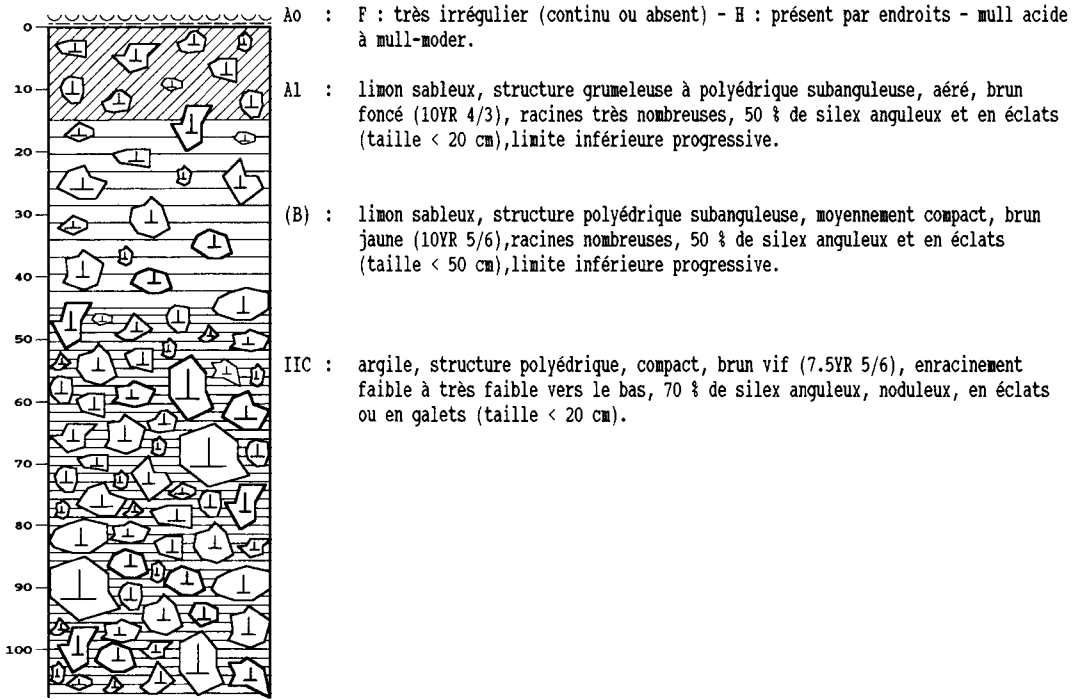 Ao : F : très irrégulier (continu ou absent) - H : présent par endroits - mull acide
à mull-moder.
A1 : limon sableux, structure grumeleuse à polyédrique subanguleuse, aéré, brun
foncé (10YR 4/3), racines très nombreuses, 50 % de silex anguleux et en éclats
(taille < 20 cm),limite inférieure progressive.
(B) : limon sableux, structure polyédrique subanguleuse, moyennement compact, brun
jaune (10YR 5/6),racines nombreuses, 50 % de silex anguleux et en éclats
(taille < 50 cm),limite inférieure progressive.
IIC : argile, structure polyédrique, compact, brun vif (7.5YR 5/6), enracinement
faible à très faible vers le bas, 70 % de silex anguleux, noduleux, en éclats
ou en galets (taille < 20 cm).
0
10
20
30
40
50
60
70
80
90
100